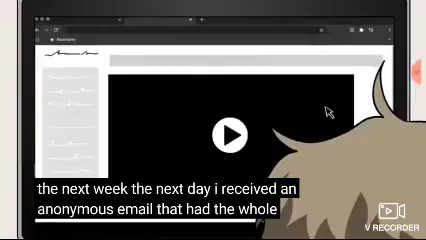 the next week the next day i received an
anonymous email that had the whole
V RECORDER